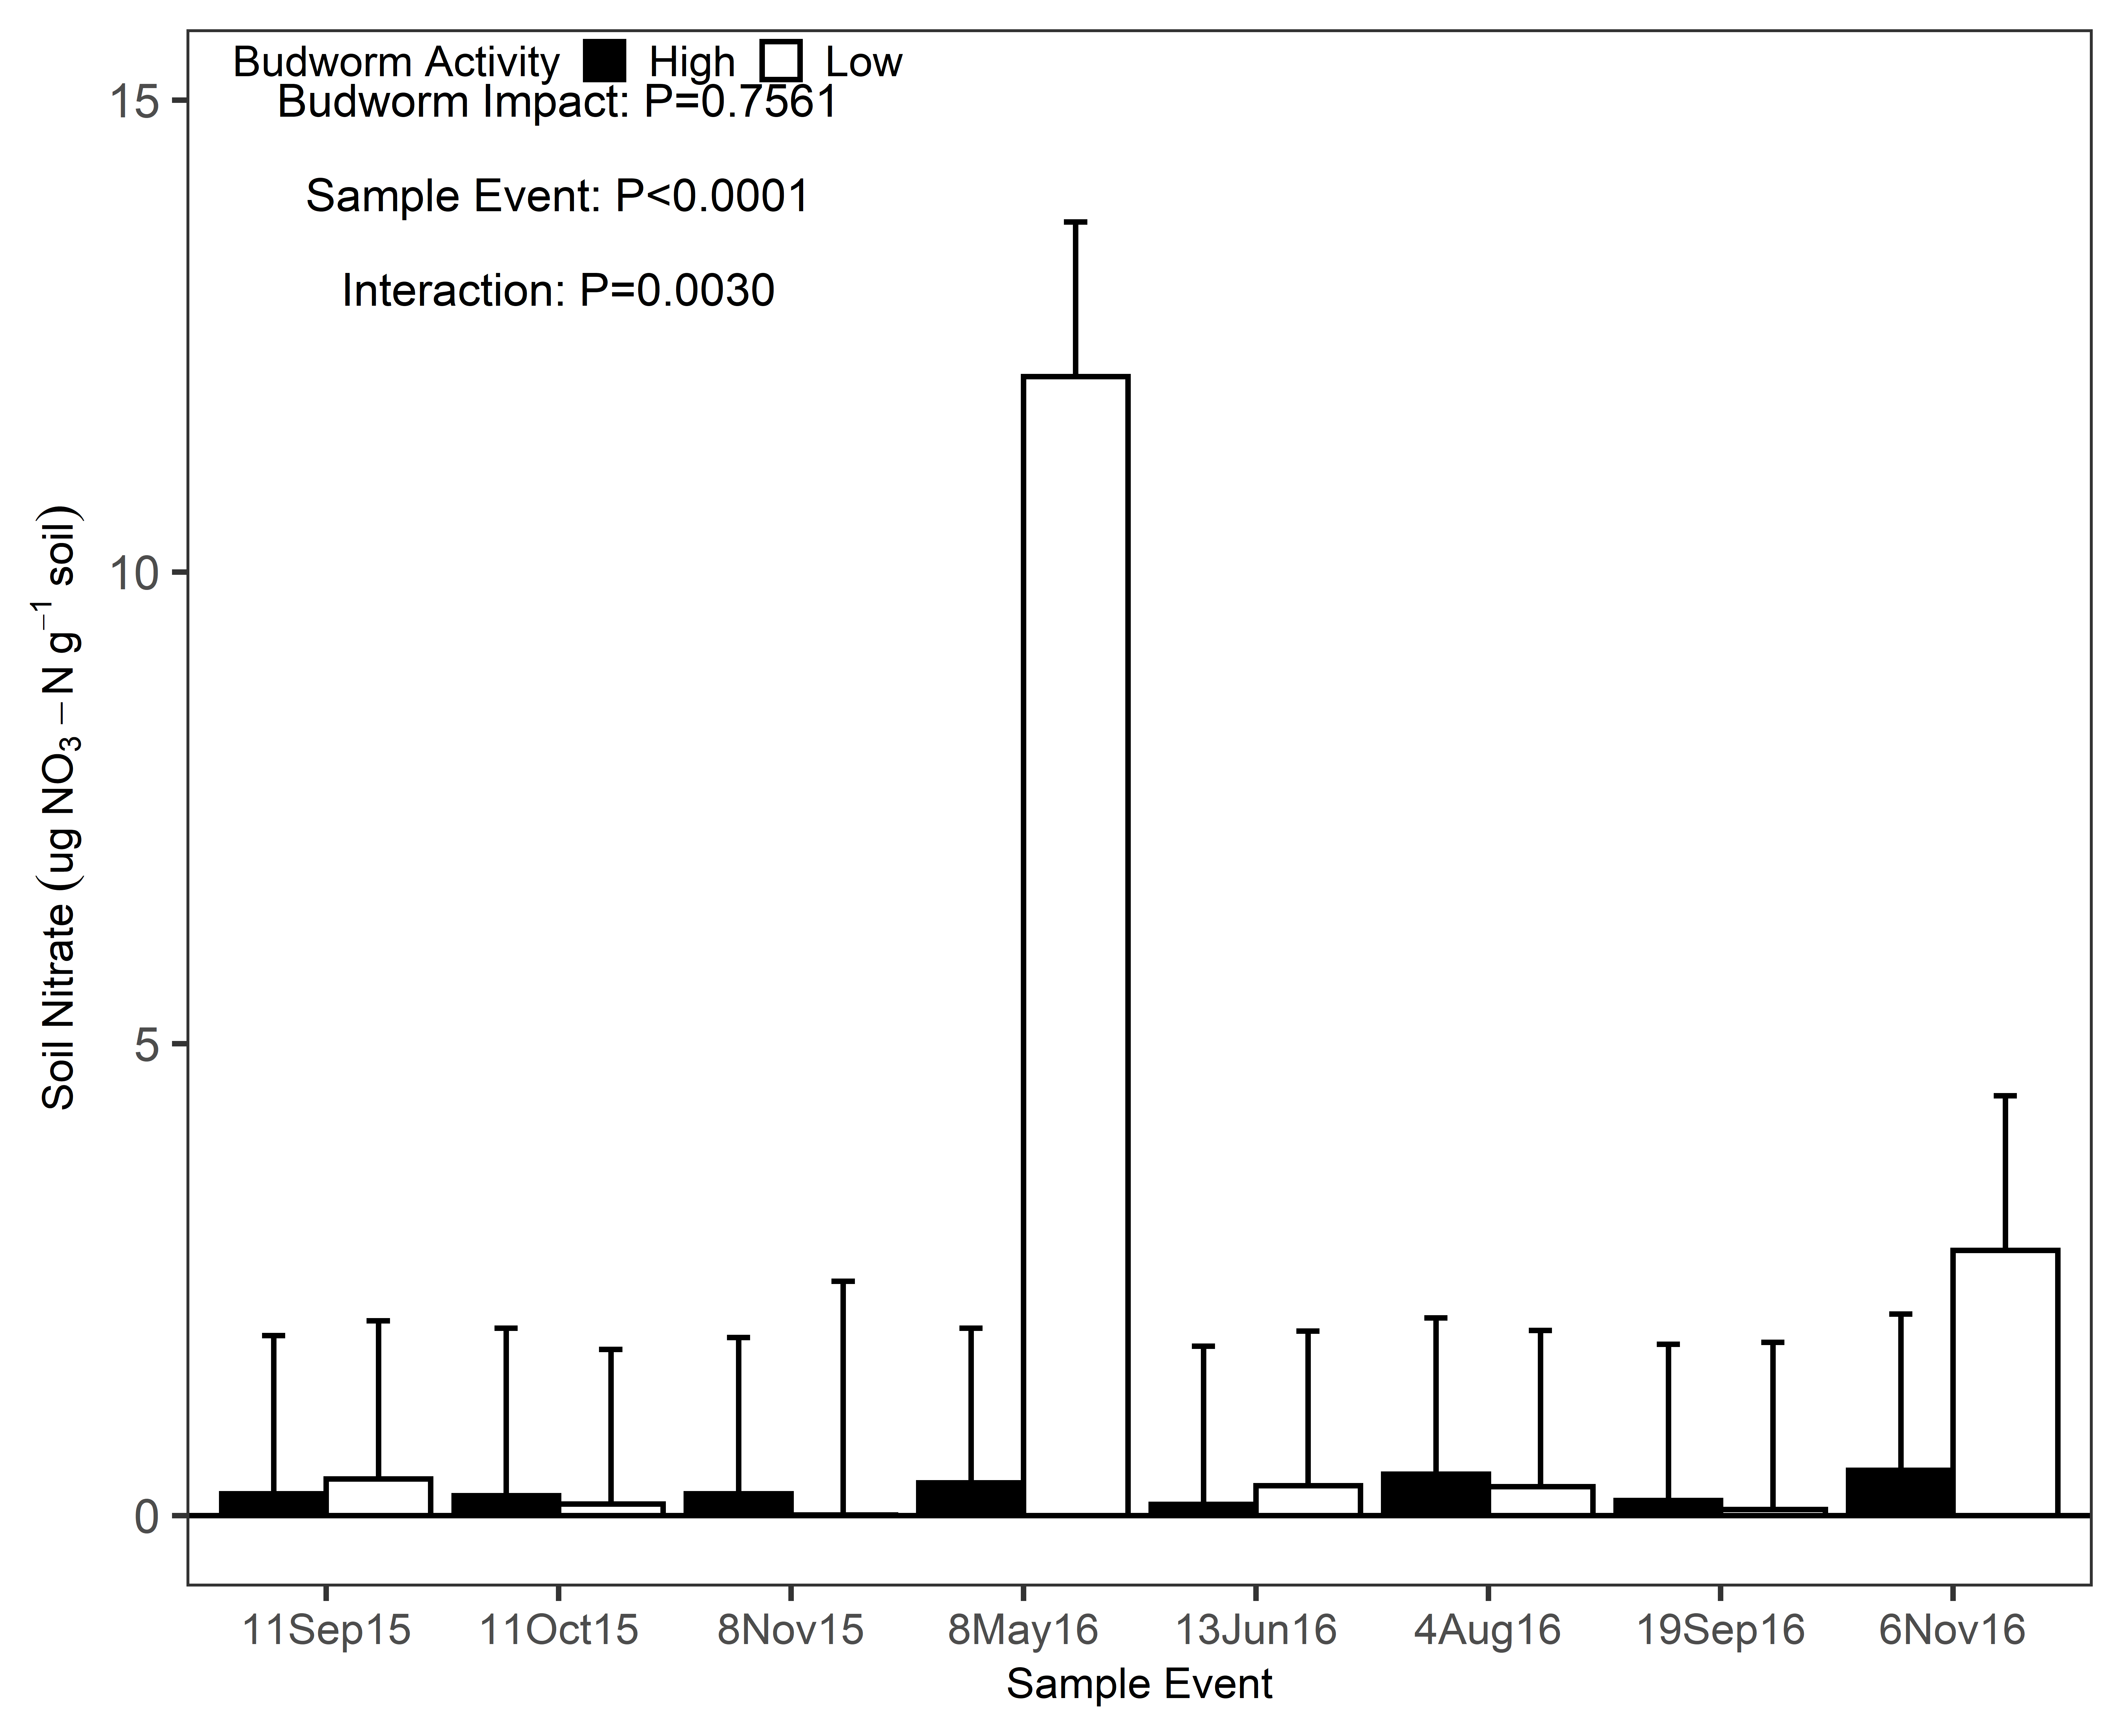 Budworm Activity High Low
Budworm Impact: P=0.7561
Sample Event: P<0.0001
Interaction: P=0.0030
15
10
5
0
Soil Nitrate (ug NO₃ − N g⁻¹ soil)
11Sep15 11Oct15 8Nov15 8May16 13Jun16 4Aug16 19Sep16 6Nov16
Sample Event